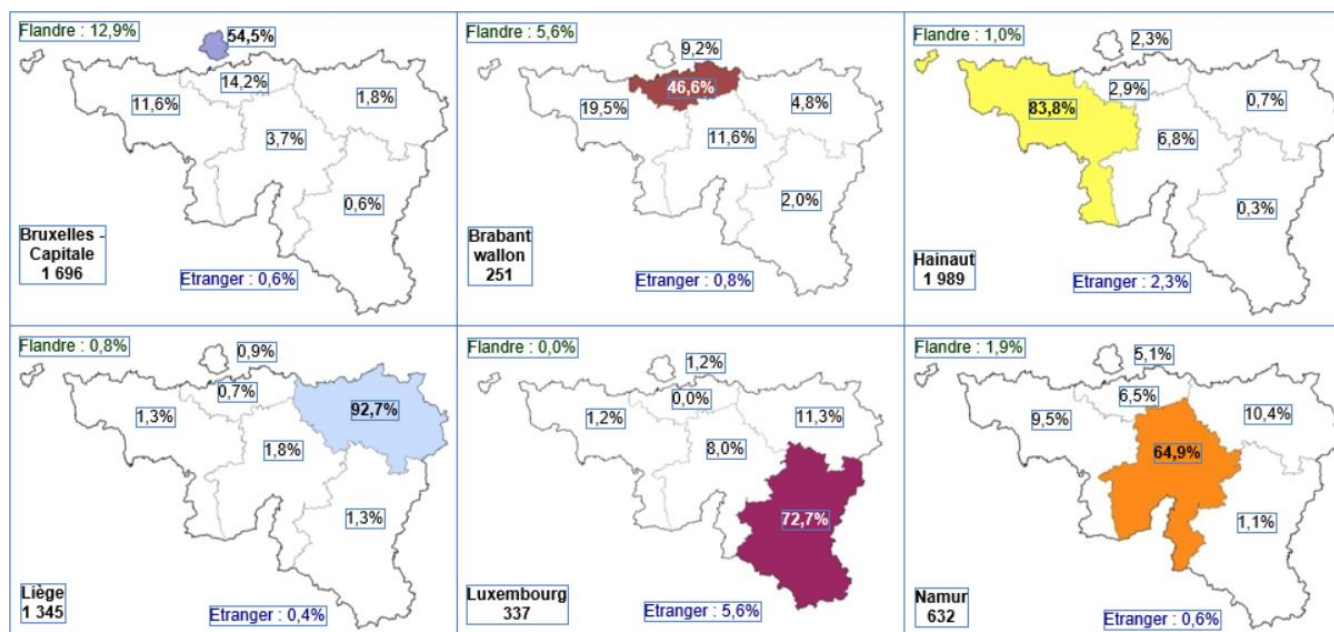 Flandre : 12,9%
54,5%
14,2%
11,6%
1,8%
3,7%
0,6%
Bruxelles -
Capitale
1 696
Etranger : 0,6%
Flandre : 5,6%
9,2%
46,6%
19,5%
4,8%
11,6%
2,0%
Brabant
wallon
251
Etranger : 0,8%
Flandre : 1,0%
2,3%
2,9%
0,7%
83,8%
6,8%
0,3%
Hainaut
1 989
Etranger : 2,3%
Flandre : 0,8%
0,9%
0,7%
1,3%
92,7%
1,8%
1,3%
Liège
1 345
Etranger : 0,4%
Flandre : 0,0%
1,2%
0,0%
1,2%
11,3%
8,0%
72,7%
Luxembourg
337
Etranger : 5,6%
Flandre : 1,9%
5,1%
6,5%
9,5%
10,4%
64,9%
1,1%
Namur
632
Etranger : 0,6%